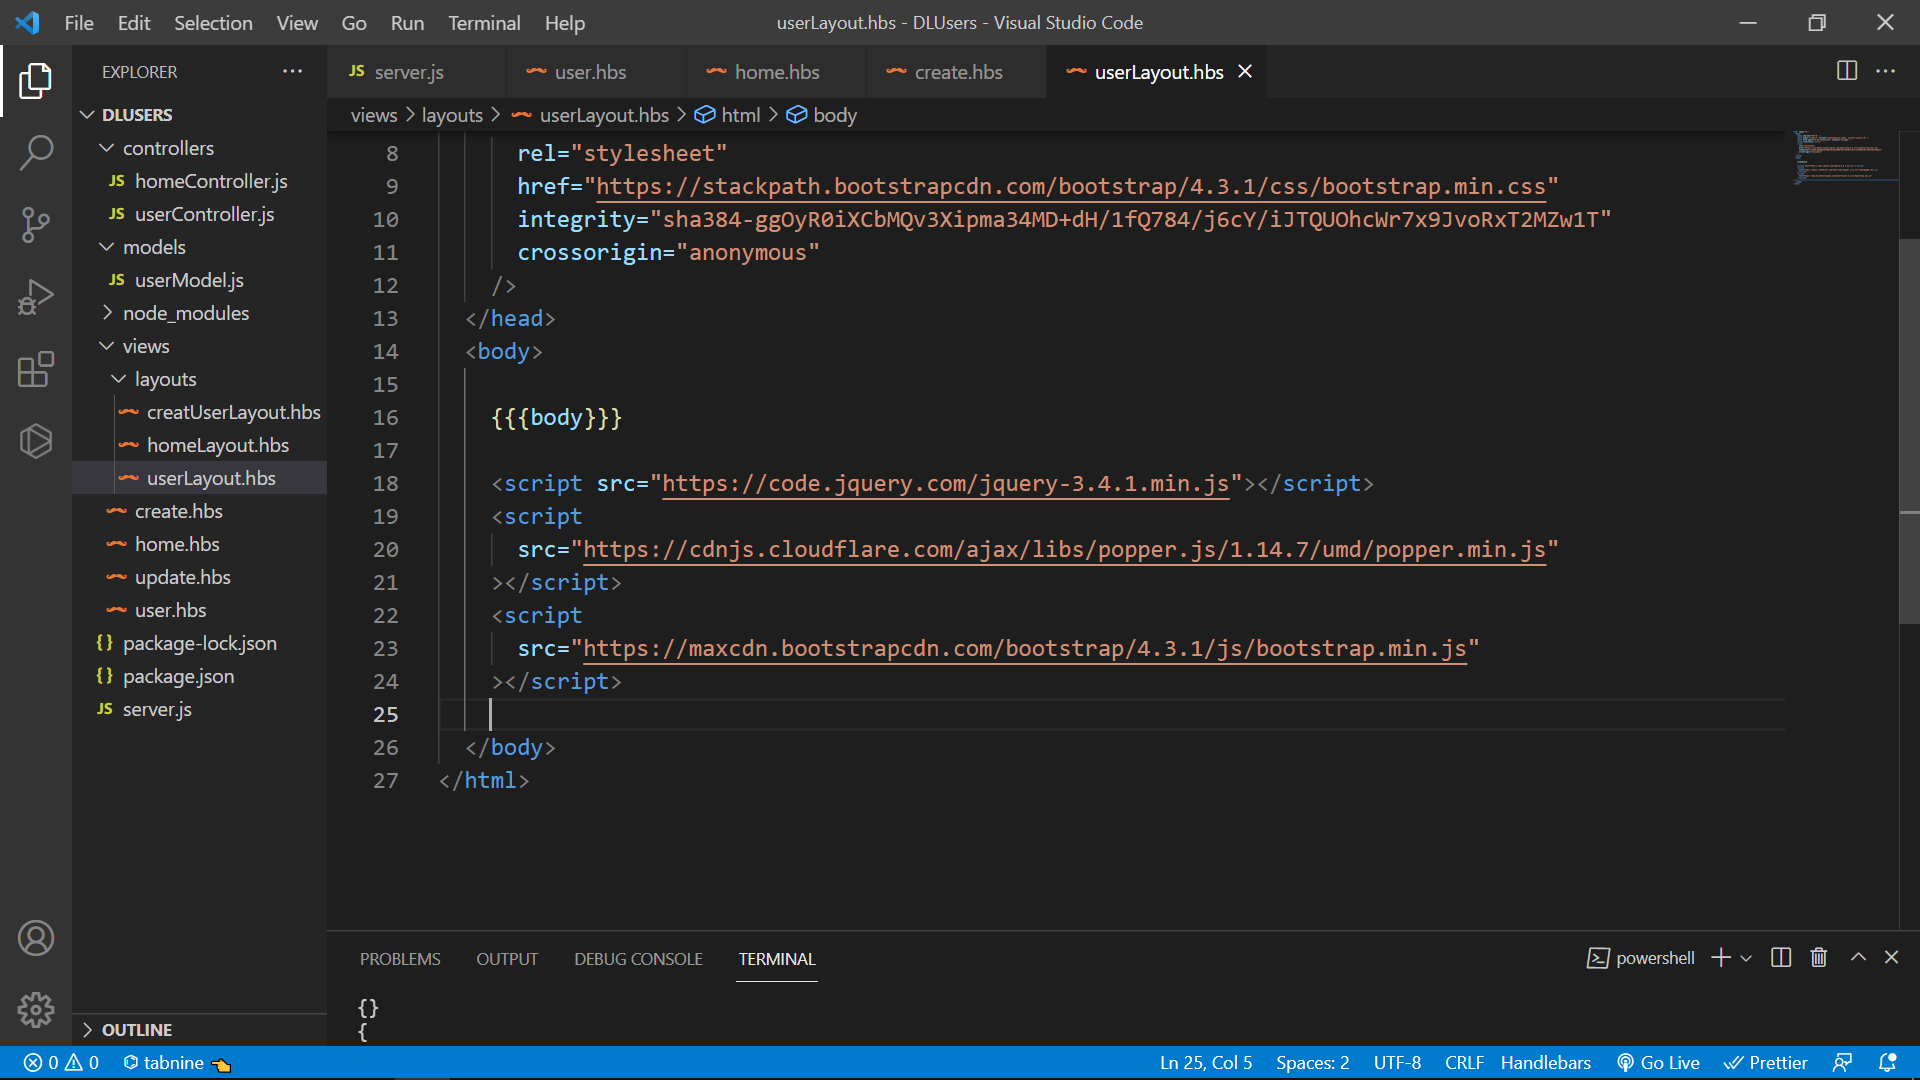 File Edit Selection View Go Run Terminal Help
userLayout.hbs - DLUsers - Visual Studio Code
EXPLORER
DLUSERS
controllers
JS homeController.js
JS userController.js
models
JS userModel.js
node_modules
views
layouts
creatUserLayout.hbs
homeLayout.hbs
userLayout.hbs
create.hbs
home.hbs
update.hbs
user.hbs
{} package-lock.json
{} package.json
JS server.js
OUTLINE
JS server.js user.hbs home.hbs create.hbs userLayout.hbs
views > layouts > userLayout.hbs > html > body
8 rel="stylesheet"
9 href="https://stackpath.bootstrapcdn.com/bootstrap/4.3.1/css/bootstrap.min.css"
10 integrity="sha384-ggOyR0iXCbMQv3Xipma34MD+dH/1fQ784/j6cY/iJTQUOhcWr7x9JvoRxT2MZw1T"
11 crossorigin="anonymous"
12 />
13 </head>
14 <body>
15
16 {{{body}}}
17
18 <script src="https://code.jquery.com/jquery-3.4.1.min.js"></script>
19 <script
20 src="https://cdnjs.cloudflare.com/ajax/libs/popper.js/1.14.7/umd/popper.min.js"
21 ></script>
22 <script
23 src="https://maxcdn.bootstrapcdn.com/bootstrap/4.3.1/js/bootstrap.min.js"
24 ></script>
25
26 </body>
27 </html>
PROBLEMS OUTPUT DEBUG CONSOLE TERMINAL
powershell
{}
{
0 0 tabnine
Ln 25, Col 5 Spaces: 2 UTF-8 CRLF Handlebars Go Live Prettier